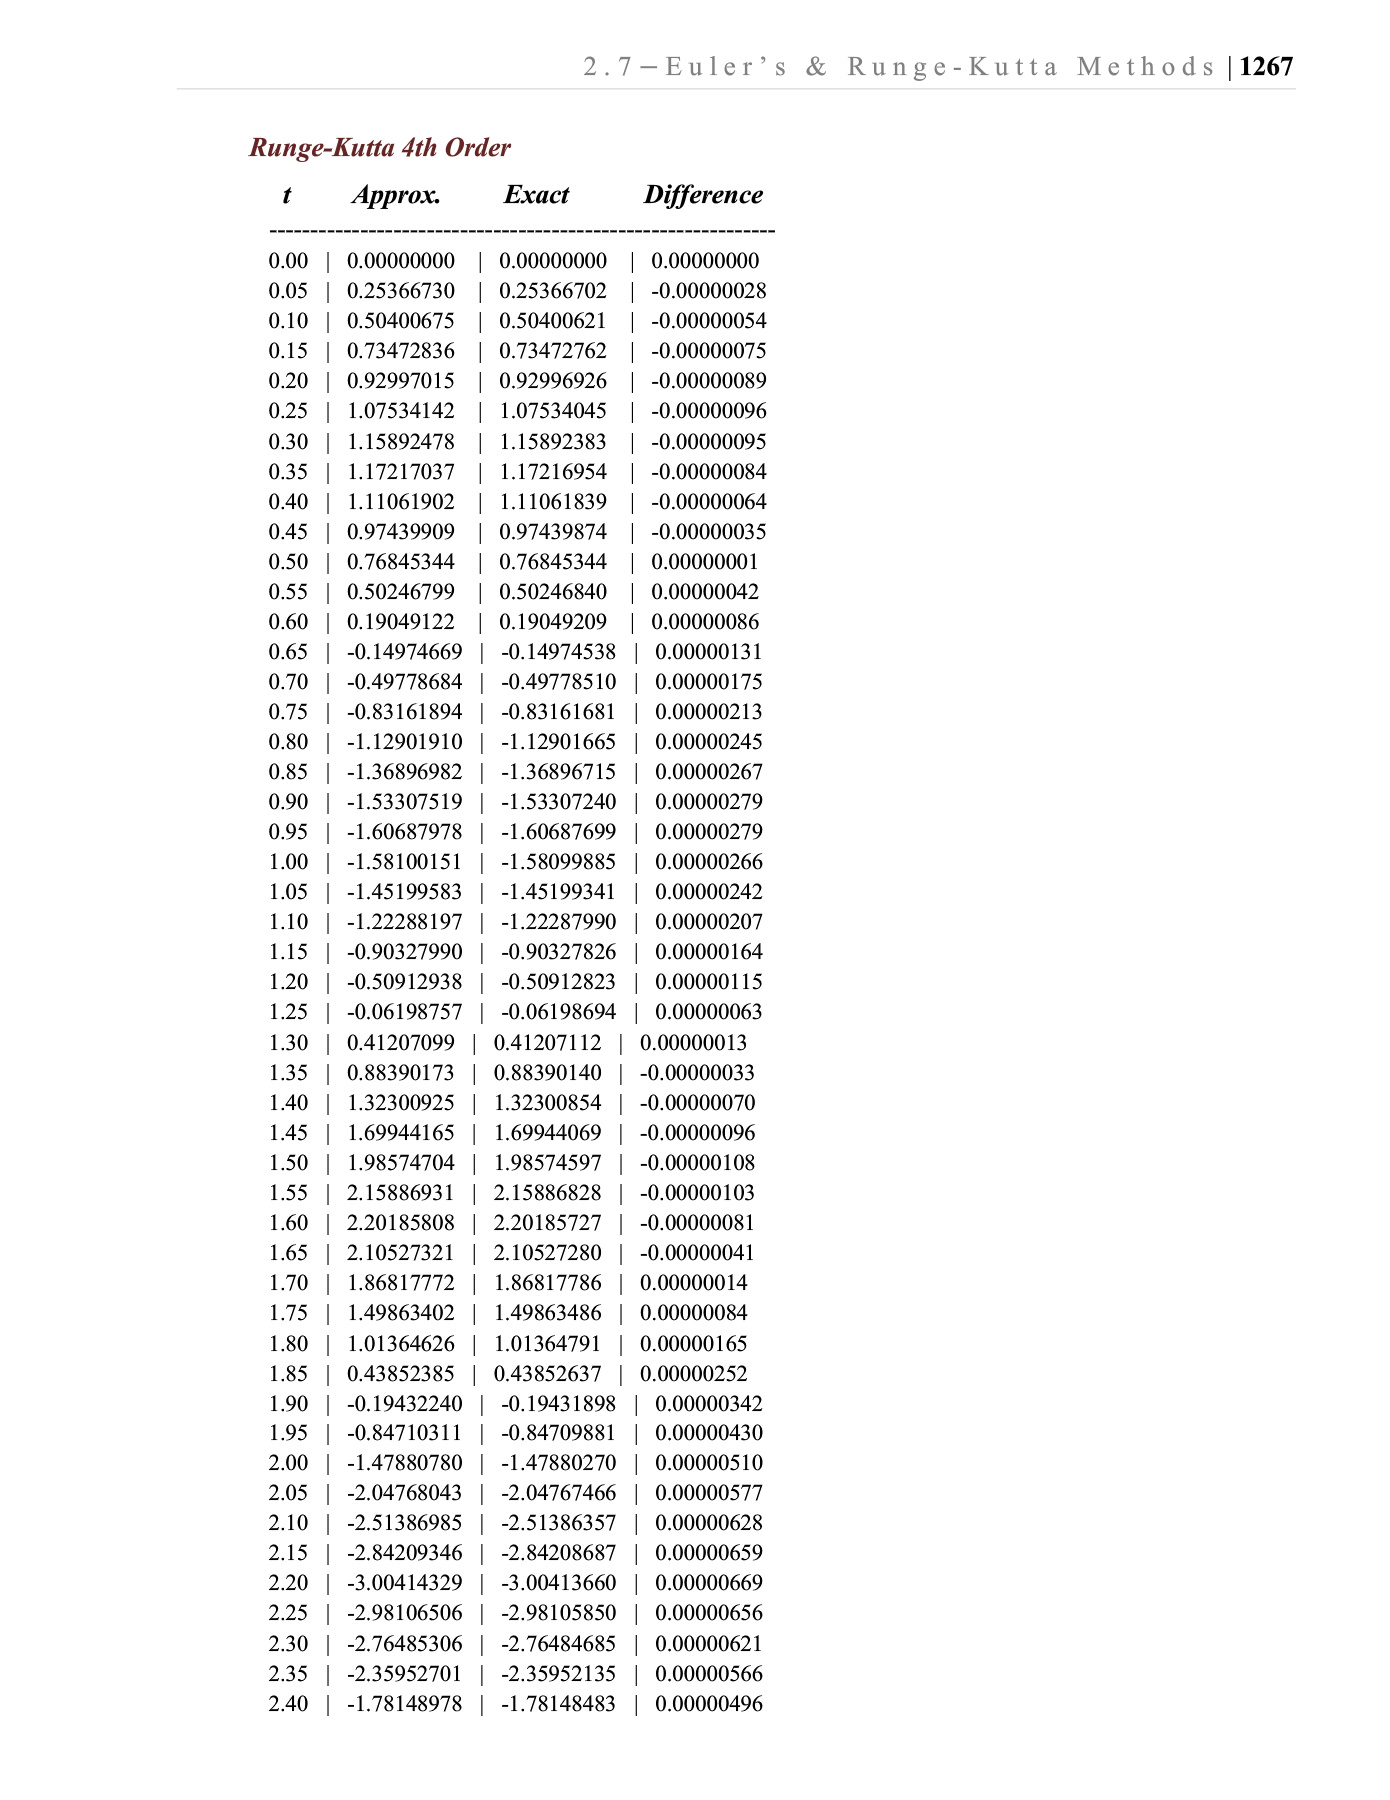 2.7 – Euler's & Runge-Kutta Methods | 1267
Runge-Kutta 4th Order
t Approx. Exact Difference
---------------------------------------------------------------
0.00 | 0.00000000 | 0.00000000 | 0.00000000
0.05 | 0.25366730 | 0.25366702 | -0.00000028
0.10 | 0.50400675 | 0.50400621 | -0.00000054
0.15 | 0.73472836 | 0.73472762 | -0.00000075
0.20 | 0.92997015 | 0.92996926 | -0.00000089
0.25 | 1.07534142 | 1.07534045 | -0.00000096
0.30 | 1.15892478 | 1.15892383 | -0.00000095
0.35 | 1.17217037 | 1.17216954 | -0.00000084
0.40 | 1.11061902 | 1.11061839 | -0.00000064
0.45 | 0.97439909 | 0.97439874 | -0.00000035
0.50 | 0.76845344 | 0.76845344 | 0.00000001
0.55 | 0.50246799 | 0.50246840 | 0.00000042
0.60 | 0.19049122 | 0.19049209 | 0.00000086
0.65 | -0.14974669 | -0.14974538 | 0.00000131
0.70 | -0.49778684 | -0.49778510 | 0.00000175
0.75 | -0.83161894 | -0.83161681 | 0.00000213
0.80 | -1.12901910 | -1.12901665 | 0.00000245
0.85 | -1.36896982 | -1.36896715 | 0.00000267
0.90 | -1.53307519 | -1.53307240 | 0.00000279
0.95 | -1.60687978 | -1.60687699 | 0.00000279
1.00 | -1.58100151 | -1.58099885 | 0.00000266
1.05 | -1.45199583 | -1.45199341 | 0.00000242
1.10 | -1.22288197 | -1.22287990 | 0.00000207
1.15 | -0.90327990 | -0.90327826 | 0.00000164
1.20 | -0.50912938 | -0.50912823 | 0.00000115
1.25 | -0.06198757 | -0.06198694 | 0.00000063
1.30 | 0.41207099 | 0.41207112 | 0.00000013
1.35 | 0.88390173 | 0.88390140 | -0.00000033
1.40 | 1.32300925 | 1.32300854 | -0.00000070
1.45 | 1.69944165 | 1.69944069 | -0.00000096
1.50 | 1.98574704 | 1.98574597 | -0.00000108
1.55 | 2.15886931 | 2.15886828 | -0.00000103
1.60 | 2.20185808 | 2.20185727 | -0.00000081
1.65 | 2.10527321 | 2.10527280 | -0.00000041
1.70 | 1.86817772 | 1.86817786 | 0.00000014
1.75 | 1.49863402 | 1.49863486 | 0.00000084
1.80 | 1.01364626 | 1.01364791 | 0.00000165
1.85 | 0.43852385 | 0.43852637 | 0.00000252
1.90 | -0.19432240 | -0.19431898 | 0.00000342
1.95 | -0.84710311 | -0.84709881 | 0.00000430
2.00 | -1.47880780 | -1.47880270 | 0.00000510
2.05 | -2.04768043 | -2.04767466 | 0.00000577
2.10 | -2.51386985 | -2.51386357 | 0.00000628
2.15 | -2.84209346 | -2.84208687 | 0.00000659
2.20 | -3.00414329 | -3.00413660 | 0.00000669
2.25 | -2.98106506 | -2.98105850 | 0.00000656
2.30 | -2.76485306 | -2.76484685 | 0.00000621
2.35 | -2.35952701 | -2.35952135 | 0.00000566
2.40 | -1.78148978 | -1.78148483 | 0.00000496